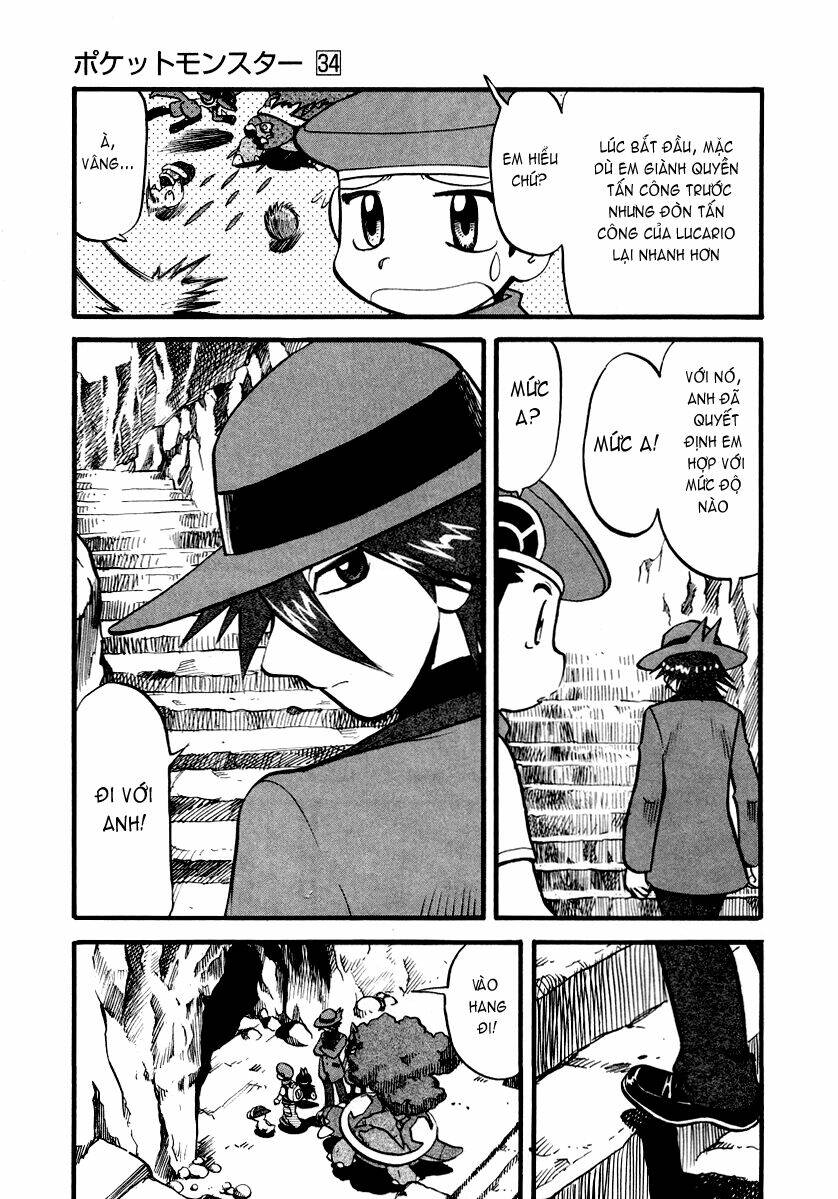 ポケットモンスター 34
LÚC BẮT ĐẦU, MẶC
DÙ EM GIÀNH QUYỀN
TẤN CÔNG TRƯỚC
NHƯNG ĐÒN TẤN
CÔNG CỦA LUCARIO
LẠI NHANH HƠN
EM HIỂU
CHỨ?
À,
VÂNG...
VỚI NÓ,
ANH ĐÃ
QUYẾT
ĐỊNH EM
HỢP VỚI
MỨC ĐỘ
NÀO
MỨC A!
MỨC
A?
ĐI VỚI
ANH!
VÀO
HANG
ĐI!